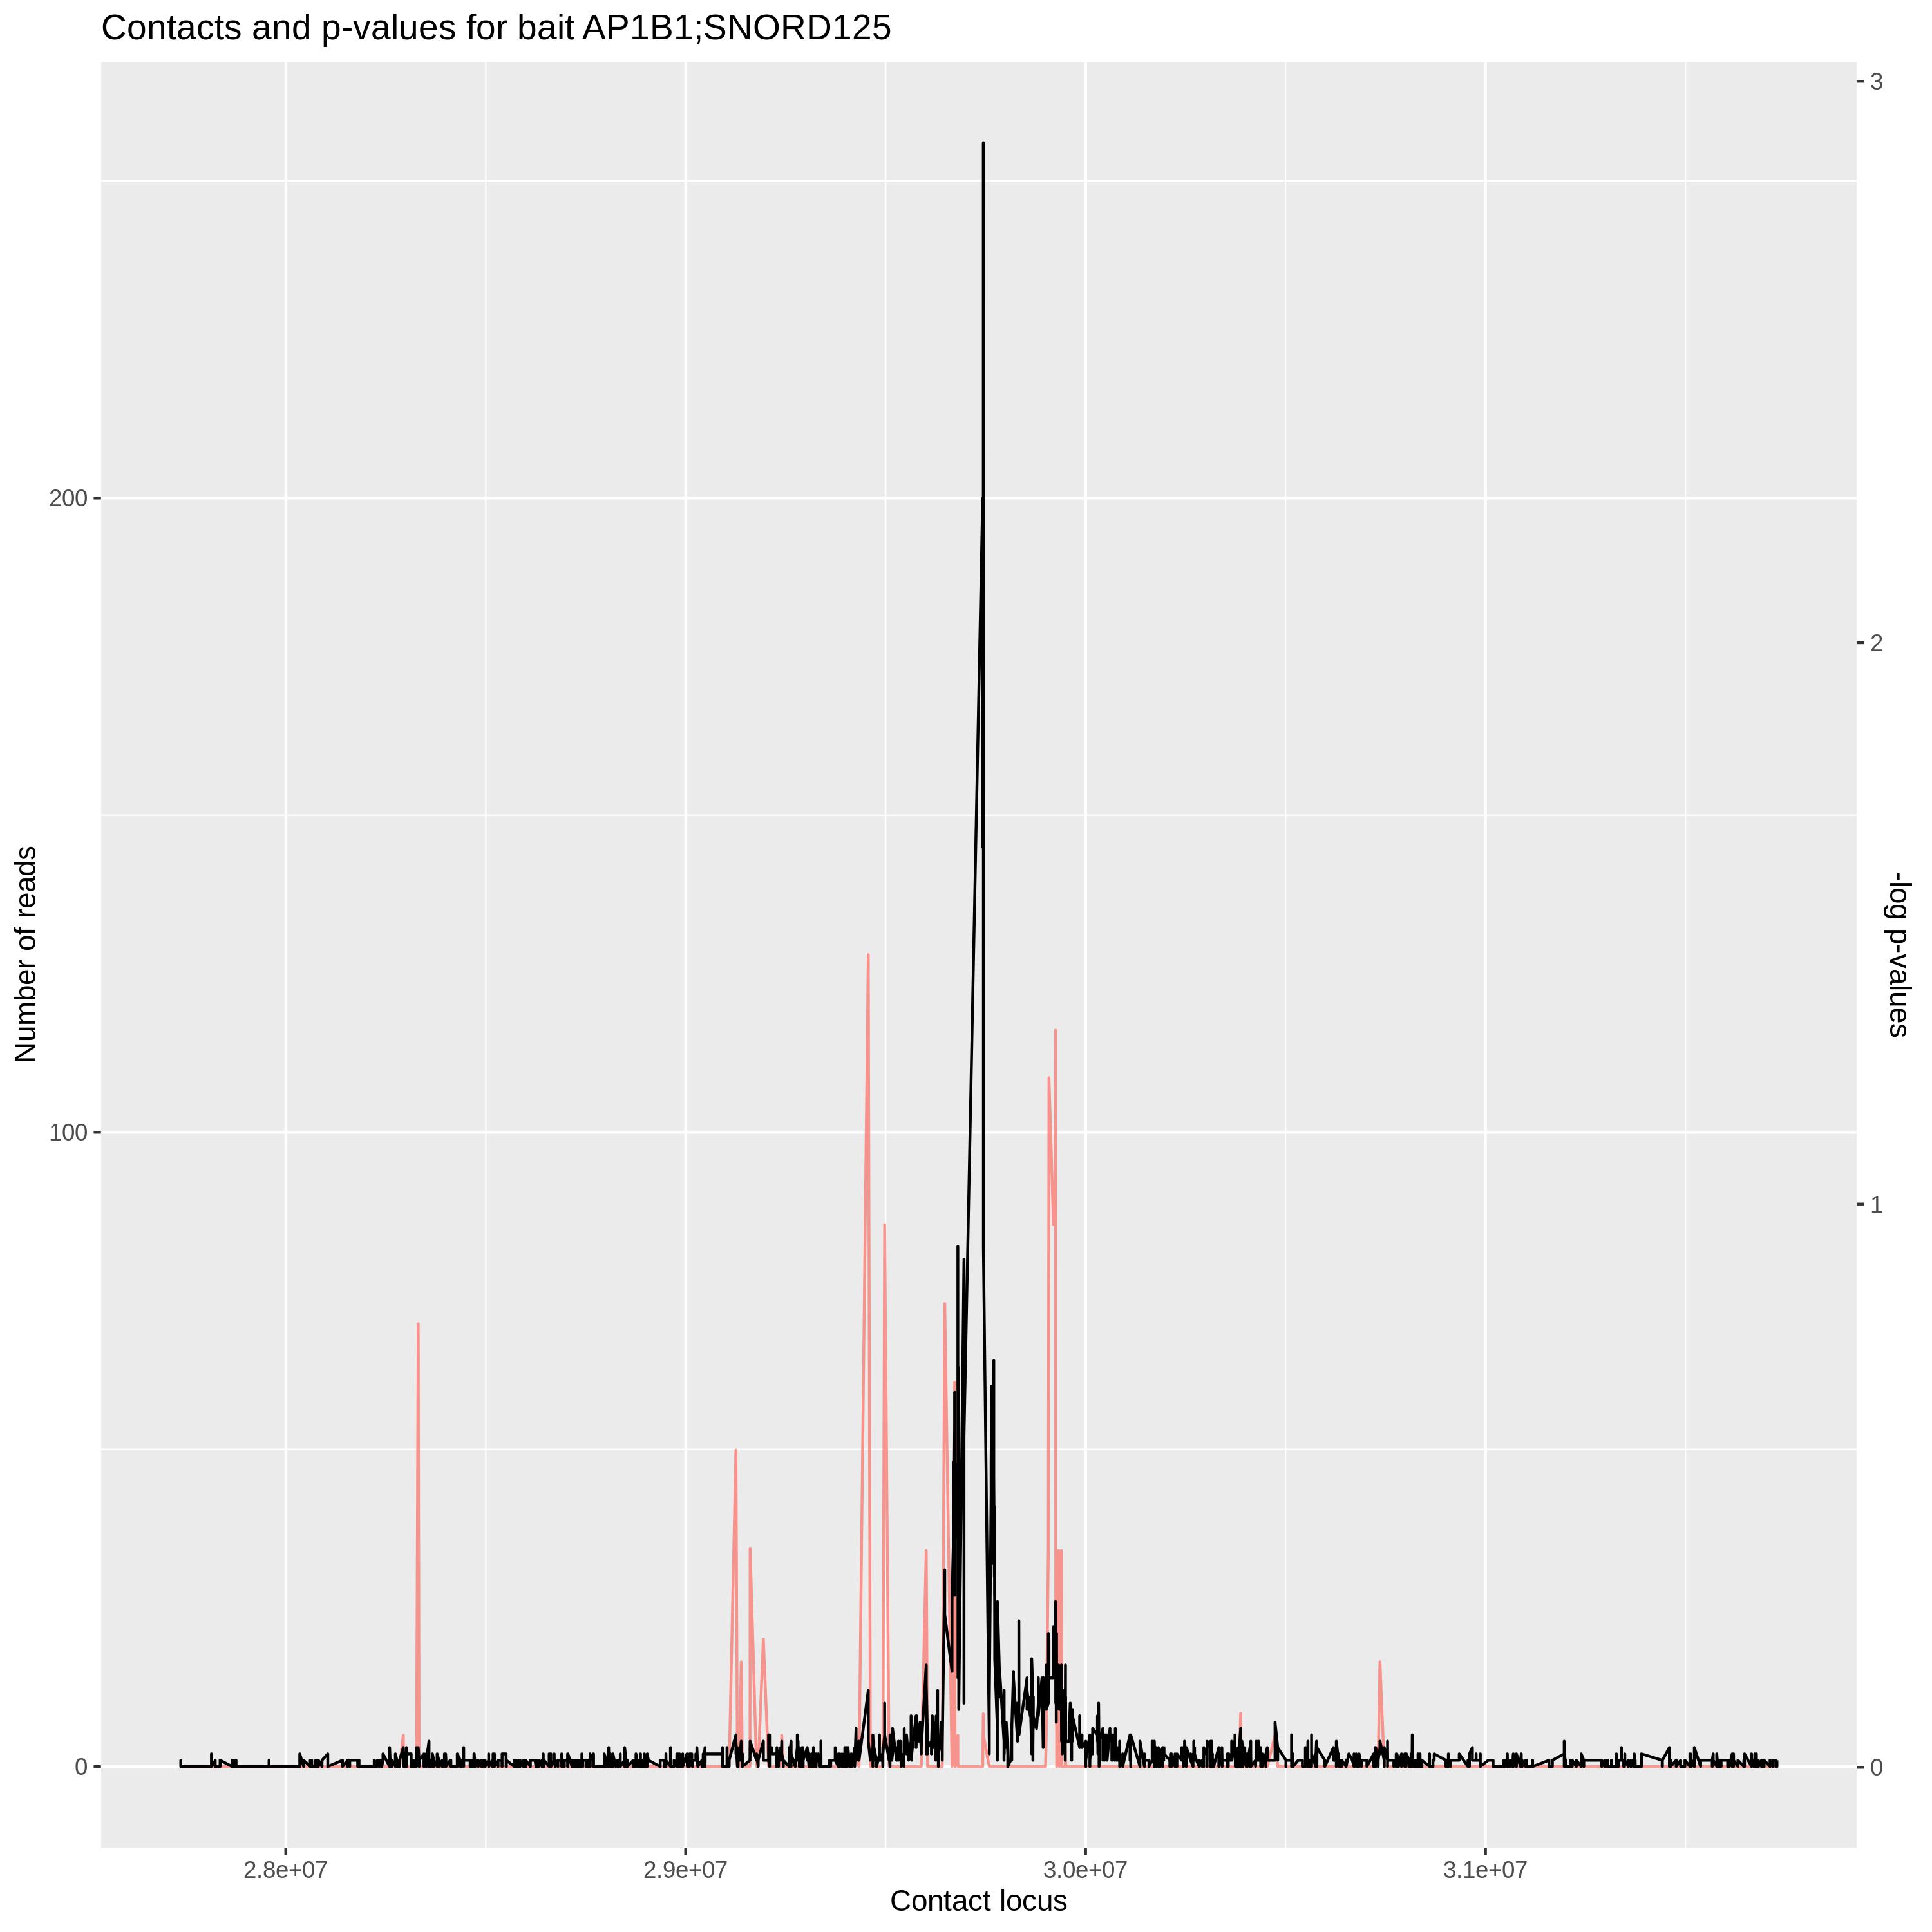 Contacts and p-values for bait AP1B1;SNORD125
3
200
2
Number of reads
-log p-values
100
1
0
0
2.8e+07
2.9e+07
3.0e+07
3.1e+07
Contact locus